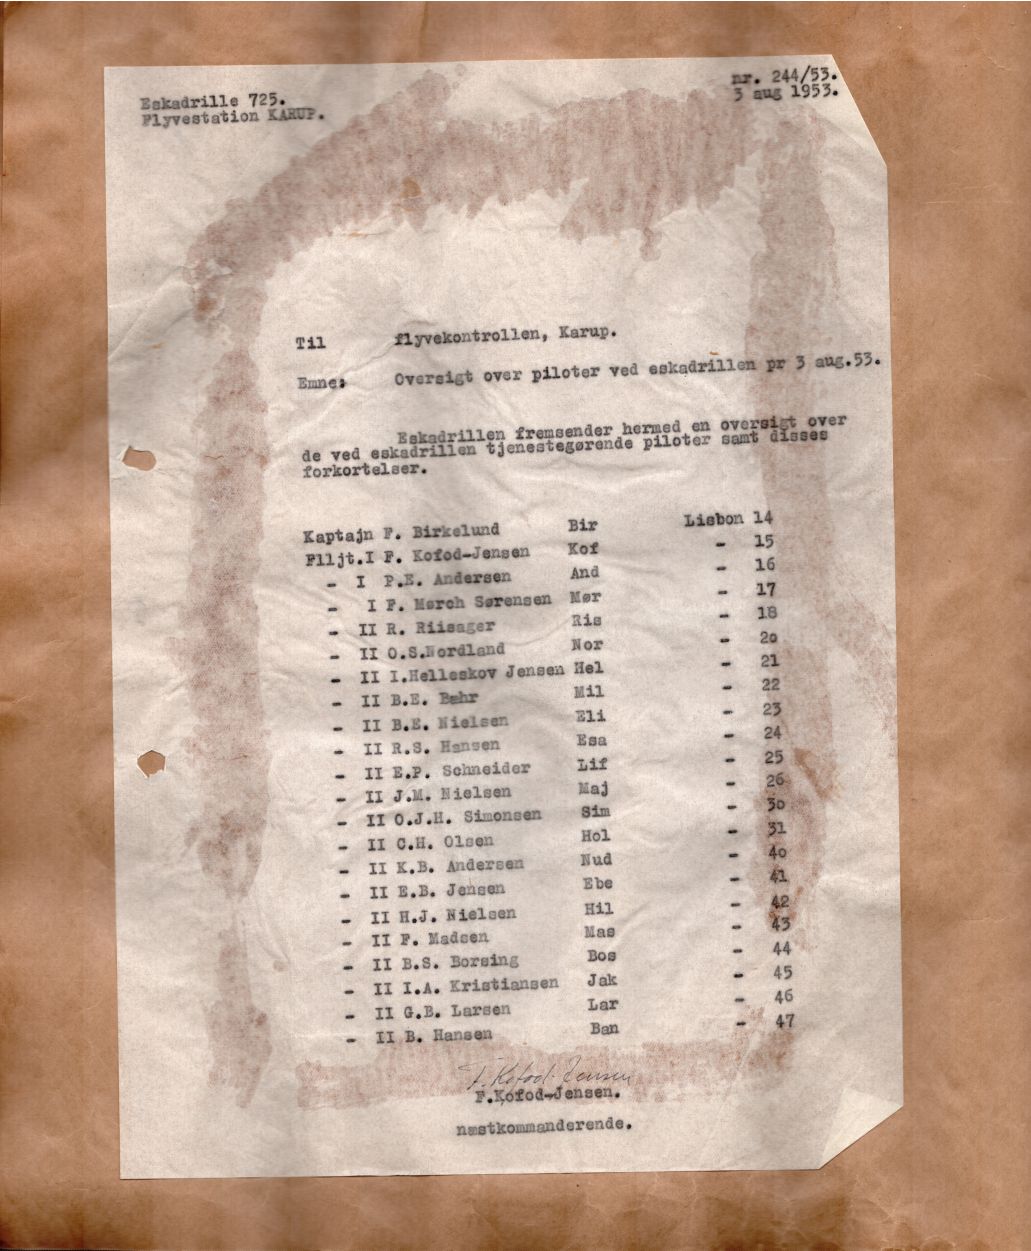 Eskadrille 725.
Flyvestation KARUP.
nr. 244/53.
3 aug 1953.
Til flyvekontrollen, Karup.
Emne: Oversigt over piloter ved eskadrillen pr 3 aug.53.
Eskadrillen fremsender hermed en oversigt over
de ved eskadrillen tjenestegørende piloter samt disses
forkortelser.
Kaptajn F. Birkelund Bir Lisbon 14
Flljt.I F. Kofod-Jensen Kof - 15
- I P.E. Andersen And - 16
- I F. Mørch Sørensen Mør - 17
- II R. Riisager Ris - 18
- II O.S.Nordland Nor - 20
- II I.Helleskov Jensen Hel - 21
- II B.E. Bæhr Mil - 22
- II B.E. Nielsen Eli - 23
- II R.S. Hansen Esa - 24
- II E.P. Schneider Lif - 25
- II J.M. Nielsen Maj - 26
- II O.J.H. Simonsen Sim - 30
- II C.H. Olsen Hol - 31
- II K.B. Andersen Nud - 40
- II E.B. Jensen Ebe - 41
- II H.J. Nielsen Hil - 42
- II F. Madsen Mas - 43
- II B.S. Borsing Bos - 44
- II I.A. Kristiansen Jak - 45
- II G.B. Larsen Lar - 46
- II B. Hansen Ban - 47
F. Kofod-Jensen
F.Kofod-Jensen.
næstkommanderende.